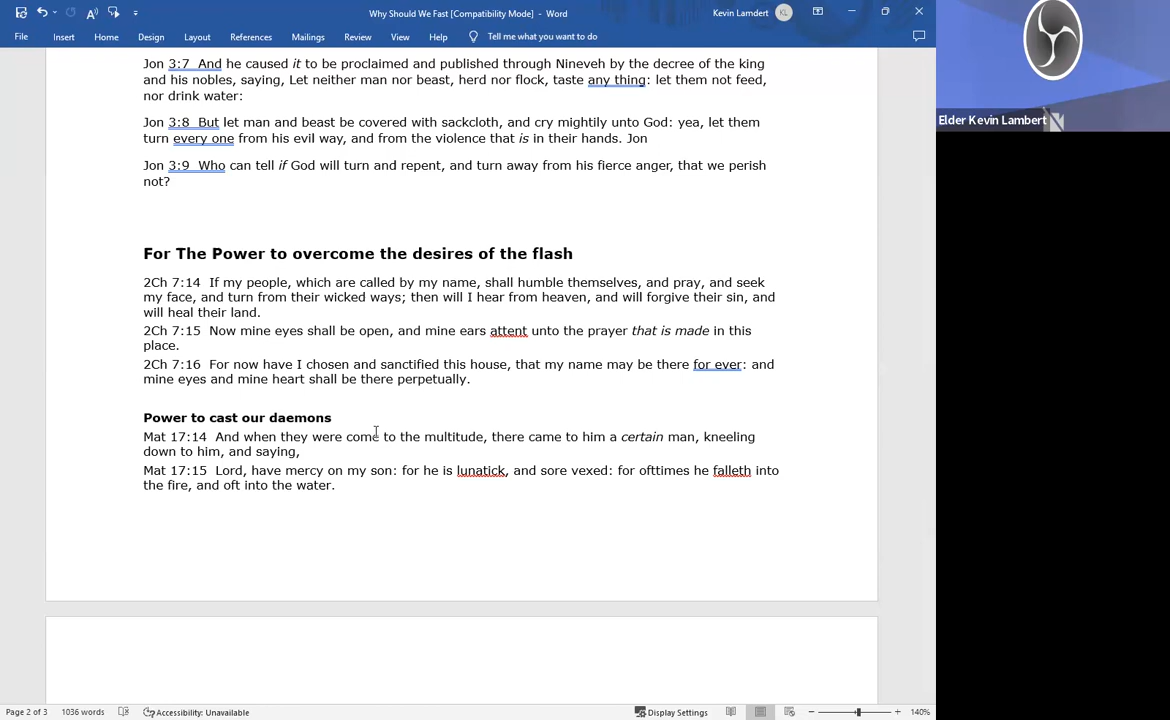 Why Should We Fast [Compatibility Mode] - Word
Kevin Lamdert
KL
File Insert Home Design Layout References Mailings Review View Help Tell me what you want to do
Jon 3:7 And he caused it to be proclaimed and published through Nineveh by the decree of the king
and his nobles, saying, Let neither man nor beast, herd nor flock, taste any thing: let them not feed,
nor drink water:
Jon 3:8 But let man and beast be covered with sackcloth, and cry mightily unto God: yea, let them
turn every one from his evil way, and from the violence that is in their hands. Jon
Jon 3:9 Who can tell if God will turn and repent, and turn away from his fierce anger, that we perish
not?
For The Power to overcome the desires of the flash
2Ch 7:14 If my people, which are called by my name, shall humble themselves, and pray, and seek
my face, and turn from their wicked ways; then will I hear from heaven, and will forgive their sin, and
will heal their land.
2Ch 7:15 Now mine eyes shall be open, and mine ears attent unto the prayer that is made in this
place.
2Ch 7:16 For now have I chosen and sanctified this house, that my name may be there for ever: and
mine eyes and mine heart shall be there perpetually.
Power to cast our daemons
Mat 17:14 And when they were come to the multitude, there came to him a certain man, kneeling
down to him, and saying,
Mat 17:15 Lord, have mercy on my son: for he is lunatick, and sore vexed: for ofttimes he falleth into
the fire, and oft into the water.
Page 2 of 3 1036 words Accessibility: Unavailable Display Settings 140%
Elder Kevin Lambert